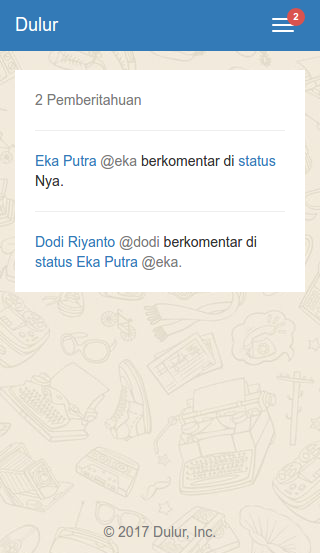 Dulur
2
2 Pemberitahuan
Eka Putra @eka berkomentar di status
Nya.
Dodi Riyanto @dodi berkomentar di
status Eka Putra @eka.
© 2017 Dulur, Inc.